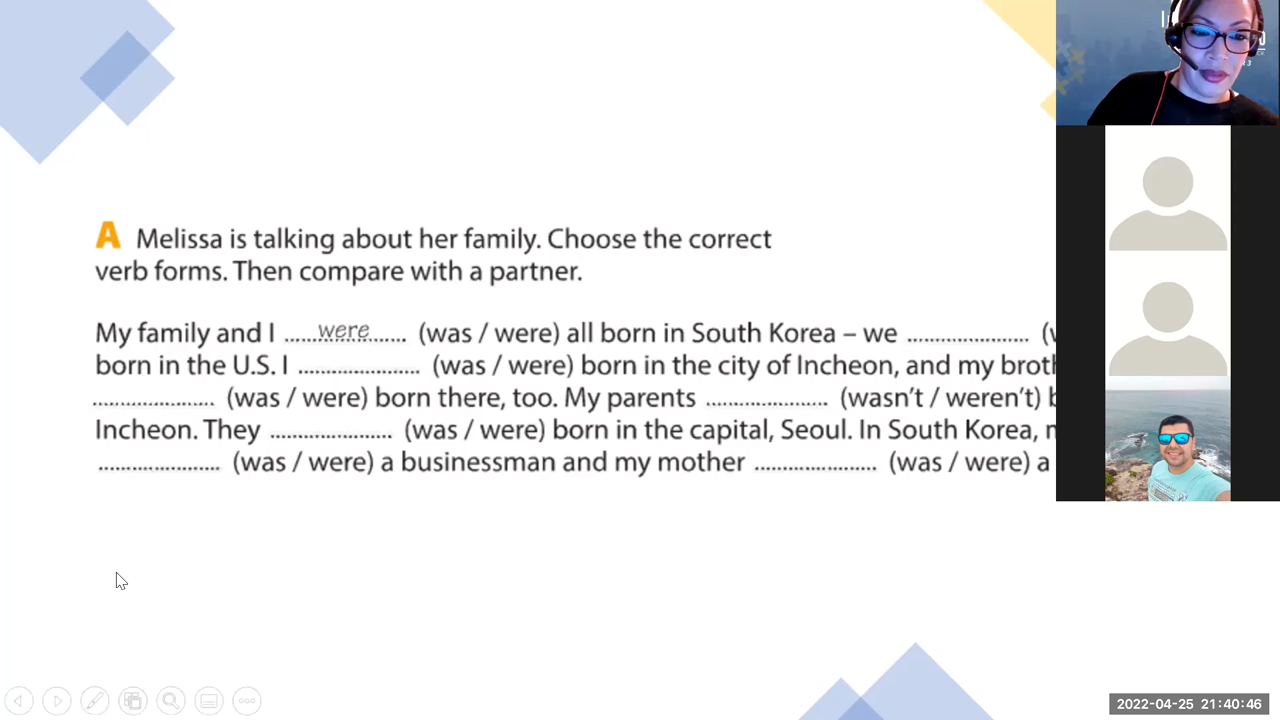 A Melissa is talking about her family. Choose the correct
verb forms. Then compare with a partner.
My family and I ....were.... (was / were) all born in South Korea – we .................... (
born in the U.S. I .................... (was / were) born in the city of Incheon, and my
.................... (was / were) born there, too. My parents .................... (wasn't / weren't)
Incheon. They .................... (was / were) born in the capital, Seoul. In South Korea,
.................... (was / were) a businessman and my mother .................... (was / were) a
2022-04-25 21:40:46